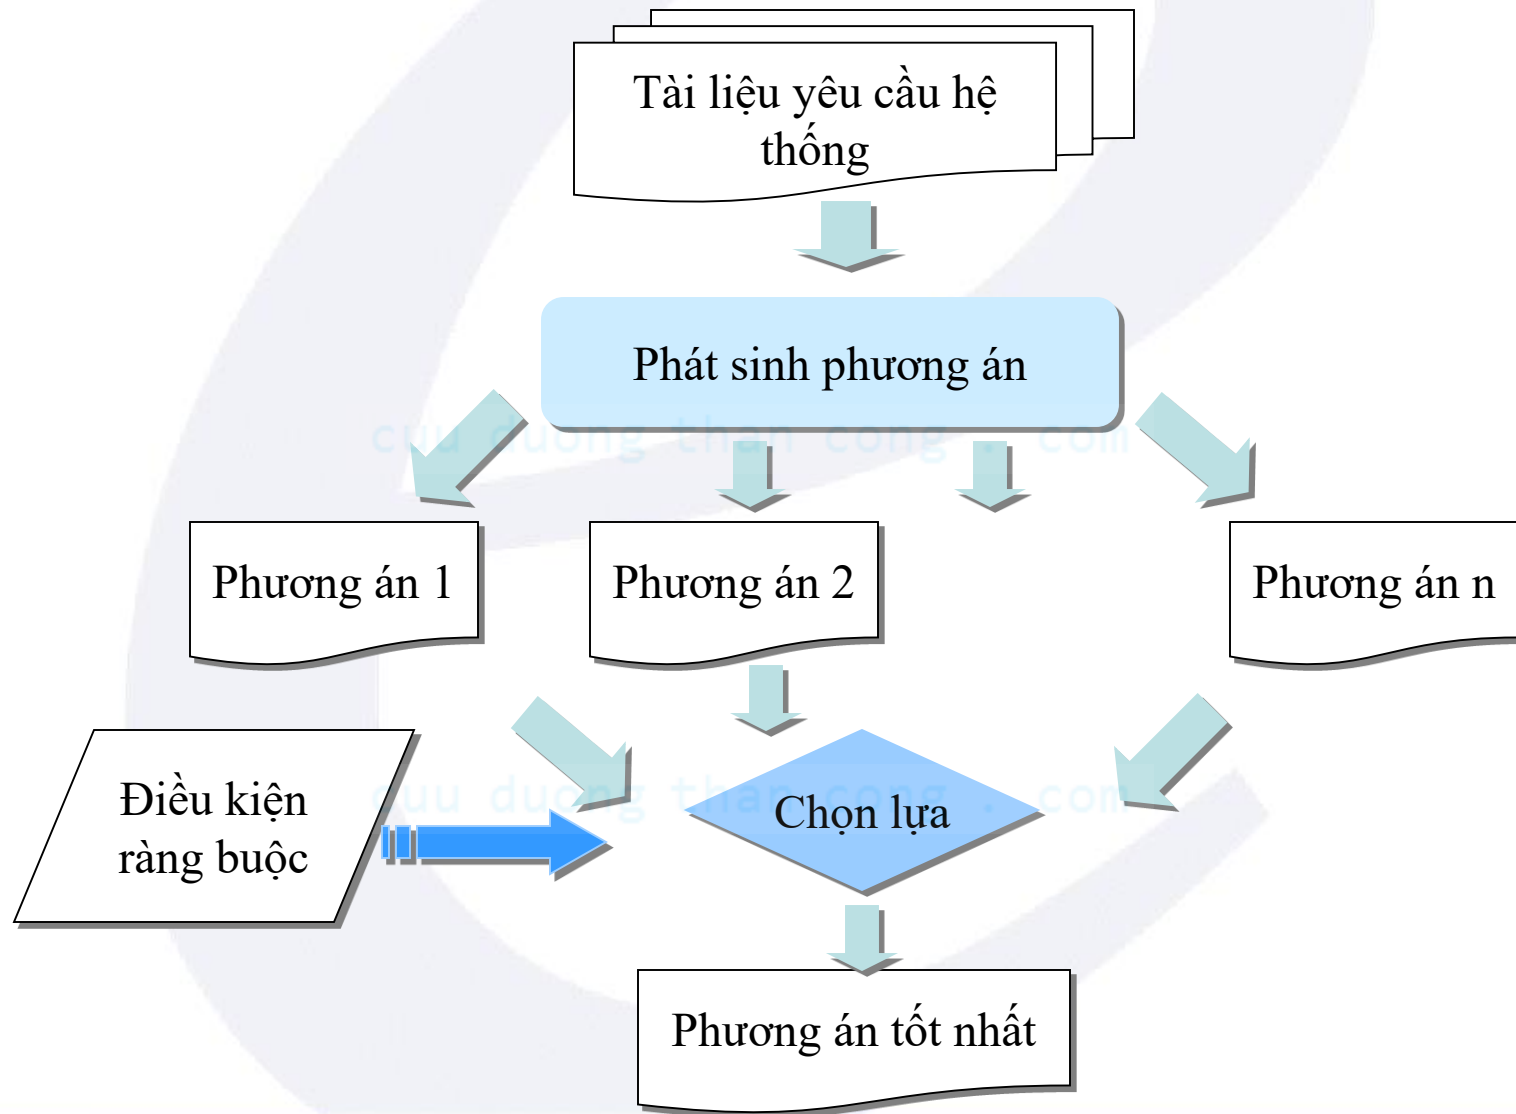 Tài liệu yêu cầu hệ
thống
Phát sinh phương án
cuu duong than cong . com
Phương án 1
Phương án 2
Phương án n
Điều kiện
ràng buộc
cuu duong than cong . com
Chọn lựa
Phương án tốt nhất